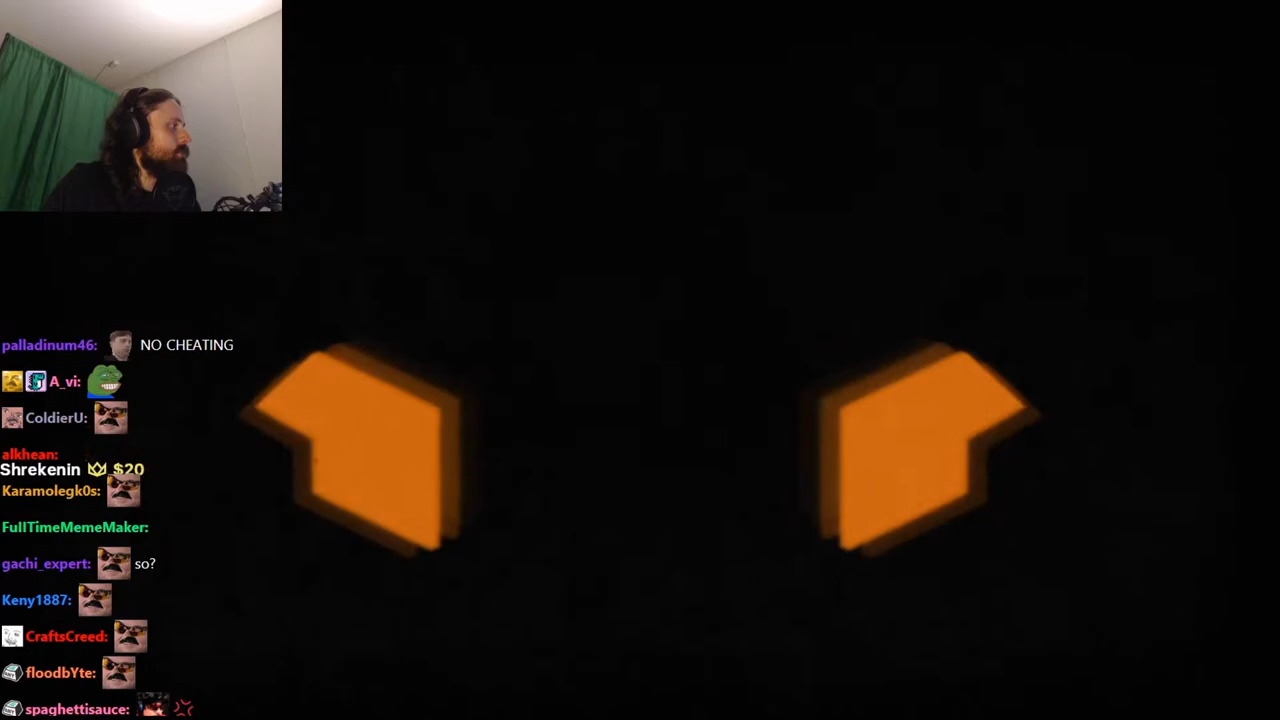 palladinum46: NO CHEATING
A_vi:
ColdierU:
alkhean:
Shrekenin $20
Karamolegk0s:
FullTimeMemeMaker:
gachi_expert: so?
Keny1887:
CraftsCreed:
floodbYte:
spaghettisauce: